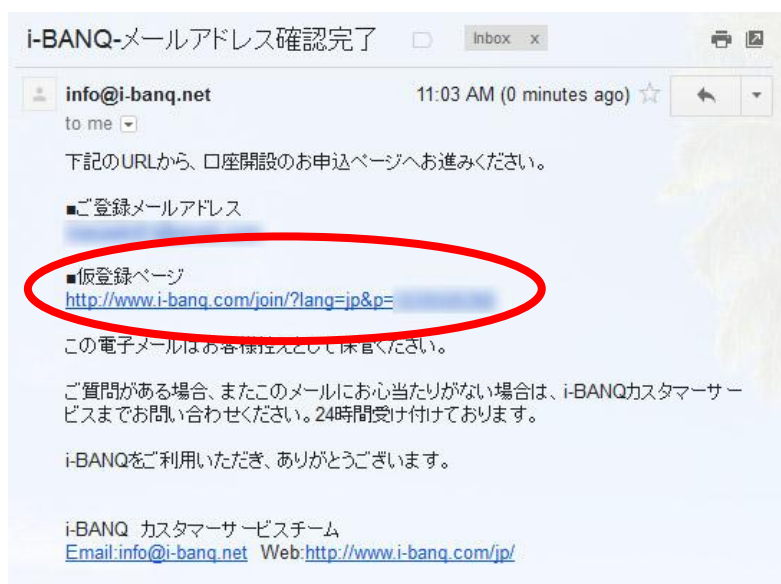 i-BANQ-メールアドレス確認完了 Inbox x
info@i-banq.net 11:03 AM (0 minutes ago)
to me
下記のURLから、口座開設のお申込ページへお進みください。
■ご登録メールアドレス
■仮登録ページ
http://www.i-banq.com/join/?lang=jp&p=
この電子メールはお客様控えとして保管ください。
ご質問がある場合、またこのメールにお心当たりがない場合は、i-BANQカスタマーサー
ビスまでお問い合わせください。24時間受け付けております。
i-BANQをご利用いただき、ありがとうございます。
i-BANQ カスタマーサービスチーム
Email:info@i-banq.net Web:http://www.i-banq.com/jp/